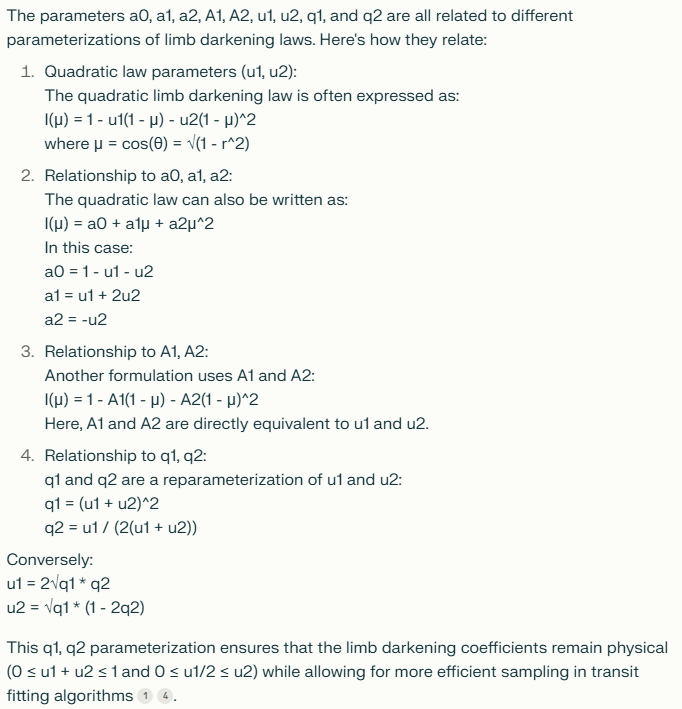 The parameters a0, a1, a2, A1, A2, u1, u2, q1, and q2 are all related to different
parameterizations of limb darkening laws. Here's how they relate:
1. Quadratic law parameters (u1, u2):
The quadratic limb darkening law is often expressed as:
I(μ) = 1 - u1(1 - μ) - u2(1 - μ)^2
where μ = cos(θ) = √(1 - r^2)
2. Relationship to a0, a1, a2:
The quadratic law can also be written as:
I(μ) = a0 + a1μ + a2μ^2
In this case:
a0 = 1 - u1 - u2
a1 = u1 + 2u2
a2 = -u2
3. Relationship to A1, A2:
Another formulation uses A1 and A2:
I(μ) = 1 - A1(1 - μ) - A2(1 - μ)^2
Here, A1 and A2 are directly equivalent to u1 and u2.
4. Relationship to q1, q2:
q1 and q2 are a reparameterization of u1 and u2:
q1 = (u1 + u2)^2
q2 = u1 / (2(u1 + u2))
Conversely:
u1 = 2√q1 * q2
u2 = √q1 * (1 - 2q2)
This q1, q2 parameterization ensures that the limb darkening coefficients remain physical
(0 ≤ u1 + u2 ≤ 1 and 0 ≤ u1/2 ≤ u2) while allowing for more efficient sampling in transit
fitting algorithms 1 4 .